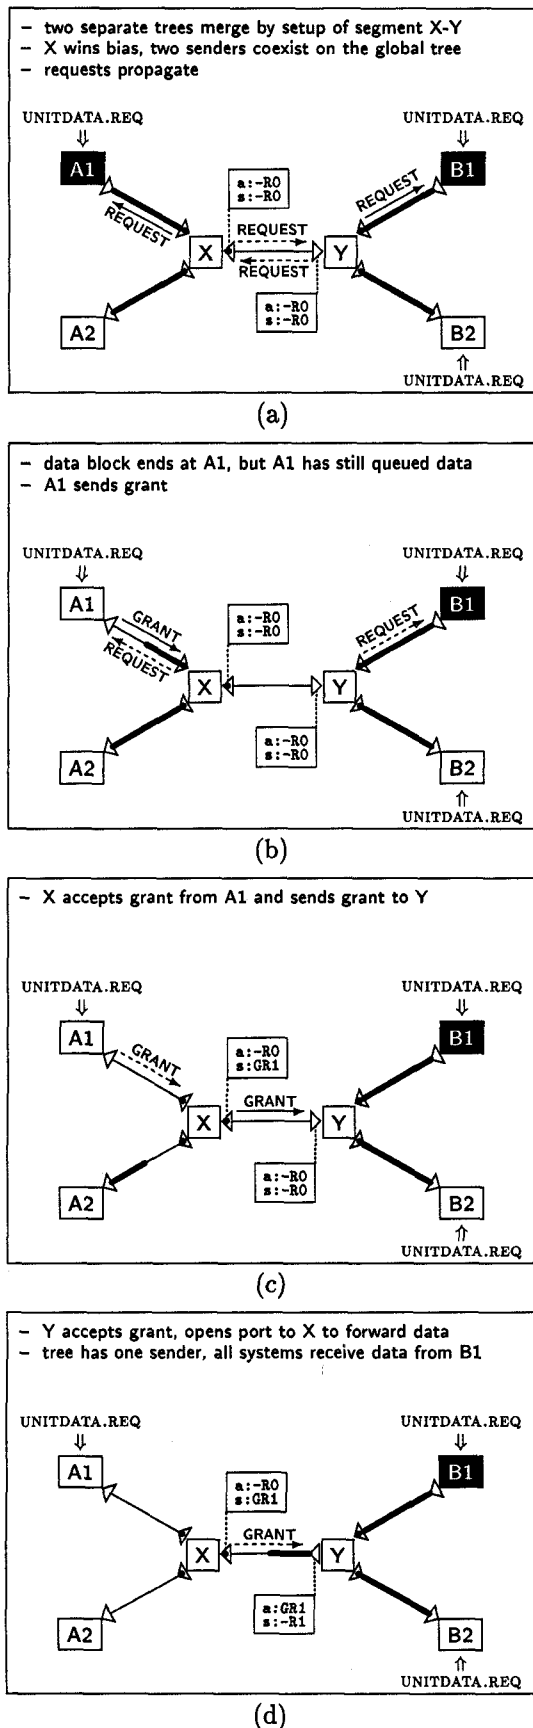 – two separate trees merge by setup of segment X-Y
– X wins bias, two senders coexist on the global tree
– requests propagate
UNITDATA.REQ
UNITDATA.REQ
A1
B1
a:-R0
s:-R0
REQUEST
REQUEST
REQUEST
X
Y
REQUEST
a:-R0
s:-R0
A2
B2
UNITDATA.REQ
(a)
– data block ends at A1, but A1 has still queued data
– A1 sends grant
UNITDATA.REQ
UNITDATA.REQ
A1
B1
GRANT
a:-R0
s:-R0
REQUEST
REQUEST
X
Y
a:-R0
s:-R0
A2
B2
UNITDATA.REQ
(b)
– X accepts grant from A1 and sends grant to Y
UNITDATA.REQ
UNITDATA.REQ
A1
B1
GRANT
a:-R0
s:GR1
GRANT
X
Y
a:-R0
s:-R0
A2
B2
UNITDATA.REQ
(c)
– Y accepts grant, opens port to X to forward data
– tree has one sender, all systems receive data from B1
UNITDATA.REQ
UNITDATA.REQ
A1
B1
a:-R0
s:GR1
GRANT
X
Y
a:GR1
s:-R1
A2
B2
UNITDATA.REQ
(d)